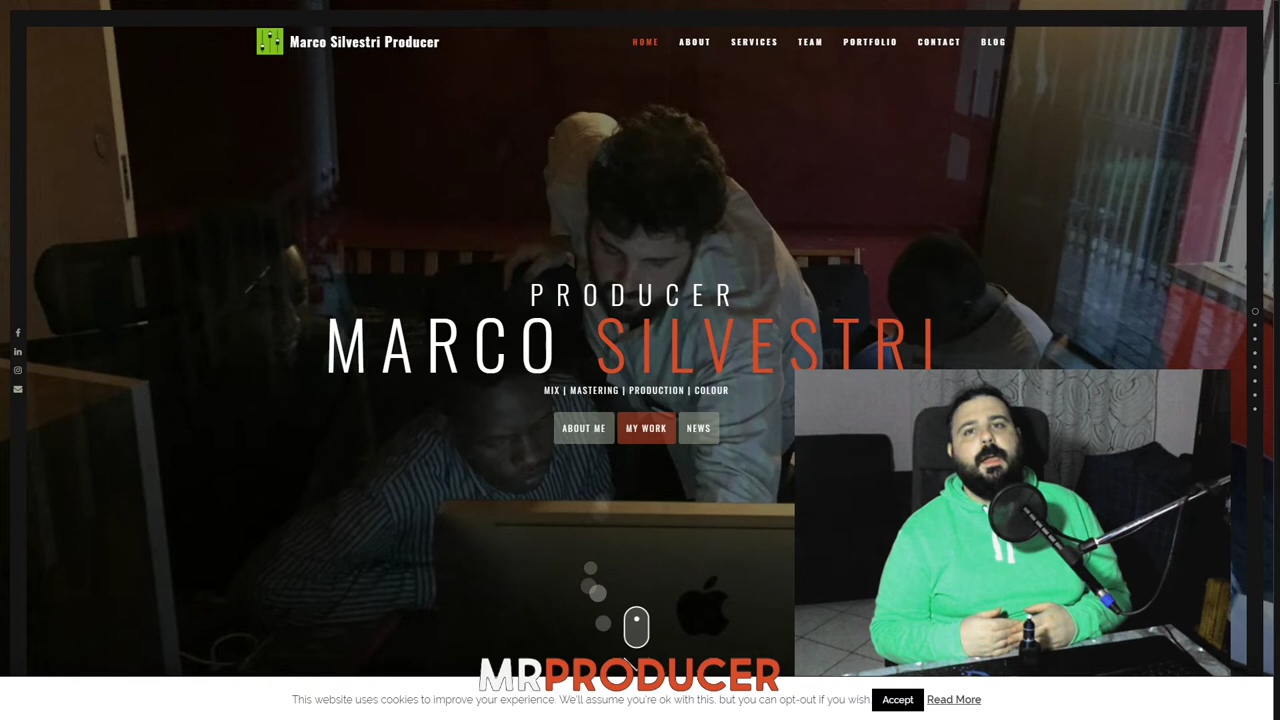 Marco Silvestri Producer
HOME ABOUT SERVICES TEAM PORTFOLIO CONTACT BLOG
PRODUCER
MARCO SILVESTRI
MIX | MASTERING | PRODUCTION | COLOUR
ABOUT ME MY WORK NEWS
MRPRODUCER
This website uses cookies to improve your experience. We'll assume you're ok with this, but you can opt-out if you wish. Accept Read More